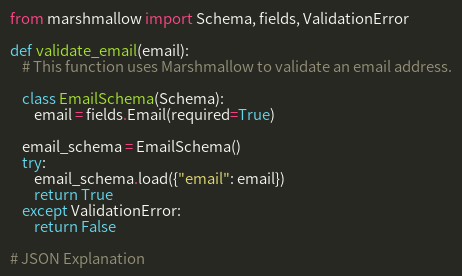 from marshmallow import Schema, fields, ValidationError
def validate_email(email):
# This function uses Marshmallow to validate an email address.
class EmailSchema(Schema):
email = fields.Email(required=True)
email_schema = EmailSchema()
try:
email_schema.load({"email": email})
return True
except ValidationError:
return False
# JSON Explanation